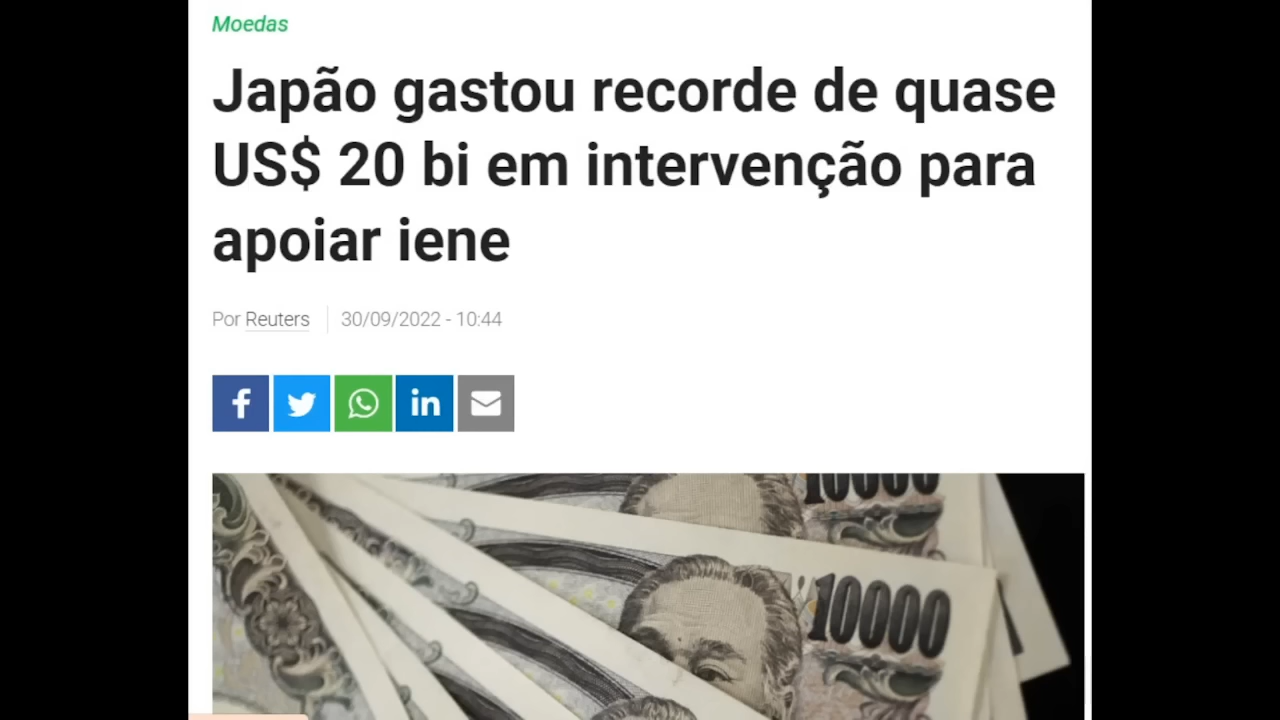 Moedas
Japão gastou recorde de quase
US$ 20 bi em intervenção para
apoiar iene
Por Reuters
30/09/2022 - 10:44
10000
10000